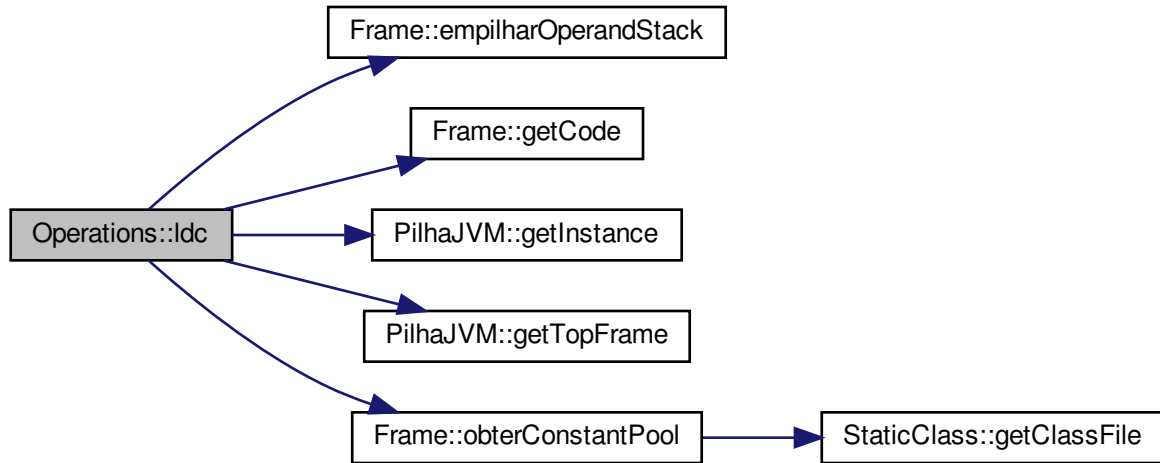 Frame::empilharOperandStack
Frame::getCode
Operations::ldc
PilhaJVM::getInstance
PilhaJVM::getTopFrame
Frame::obterConstantPool
StaticClass::getClassFile